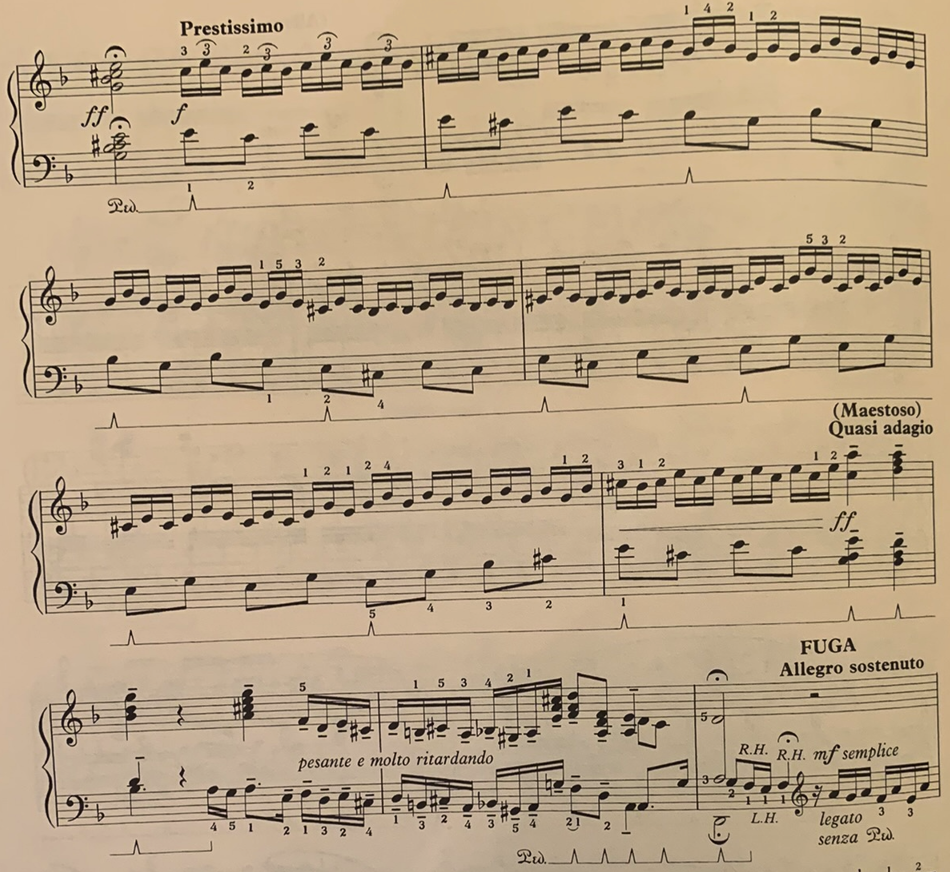 Prestissimo
3 3 2 3 3 3 1 4 2 1 2
ff f
1 2
Ped.
1 5 3 2 5 3 2
1 2 4
(Maestoso)
Quasi adagio
1 2 1 2 4 1 2 3 1 2 1 2
ff
5 4 3 2 1
FUGA
Allegro sostenuto
5 1 5 3 4 2 1 5
R.H. R.H. mf semplice
pesante e molto ritardando
3 2 1 1
L.H. legato 3 3
4 5 1 2 1 3 2 4 1 3 2 4 3 5 4 2 1 2
senza Ped.
Ped.
1 2